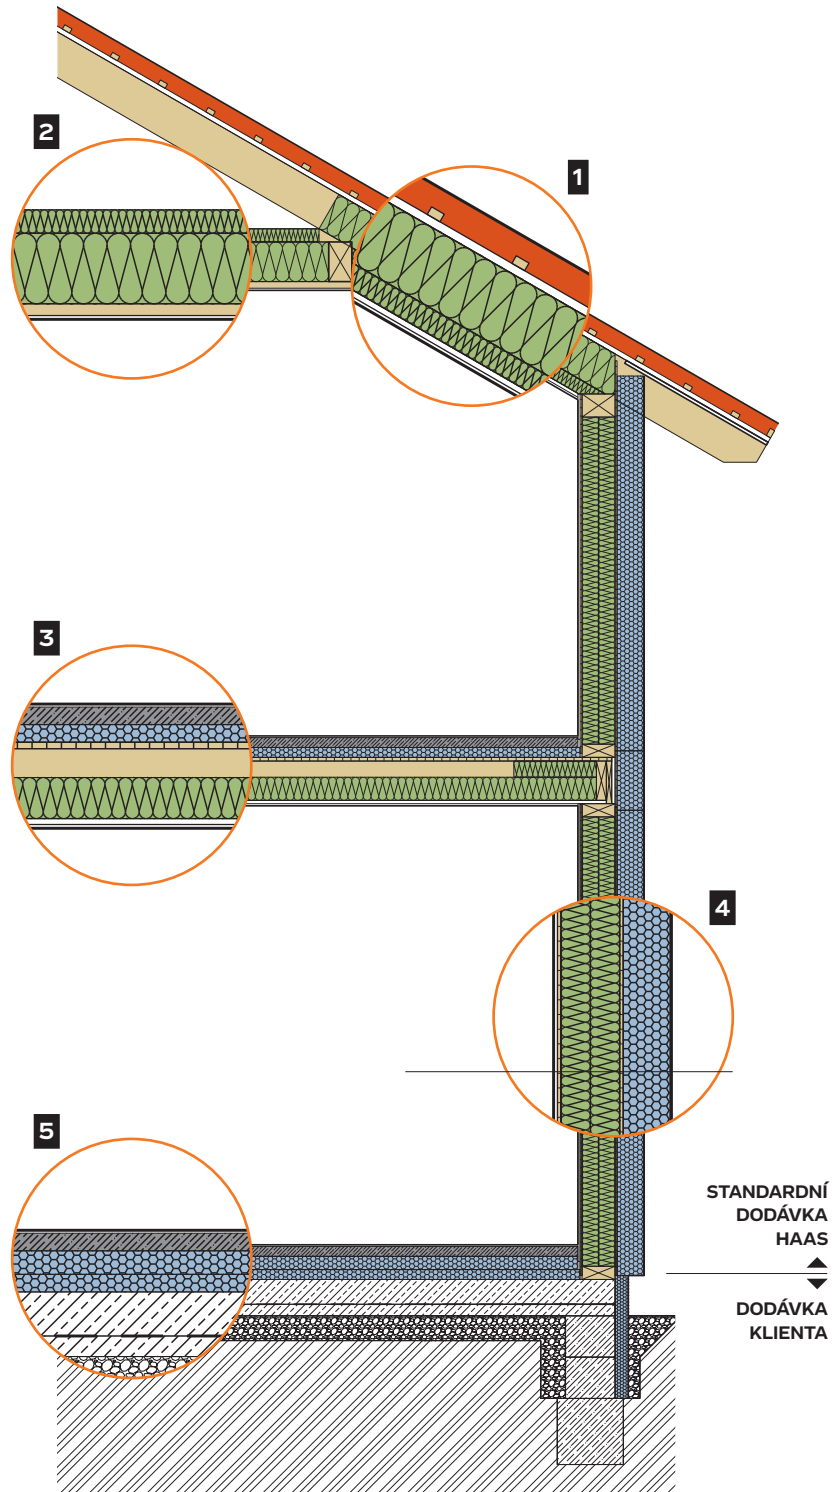 2
1
3
4
5
STANDARDNÍ
DODÁVKA
HAAS
DODÁVKA
KLIENTA